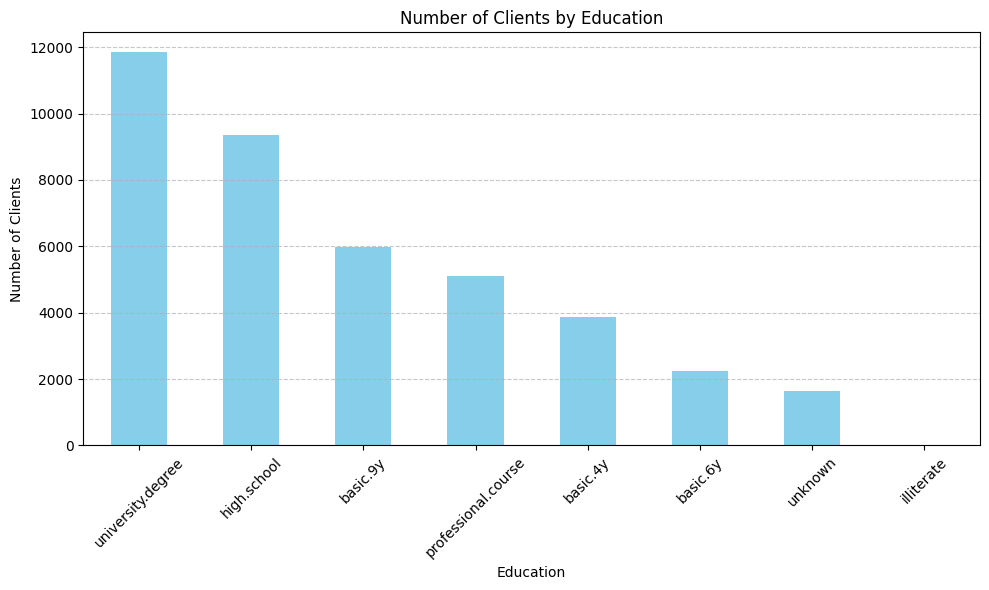 Number of Clients by Education
Number of Clients
12000
10000
8000
6000
4000
2000
0
university.degree
high.school
basic.9y
professional.course
basic.4y
basic.6y
unknown
illiterate
Education